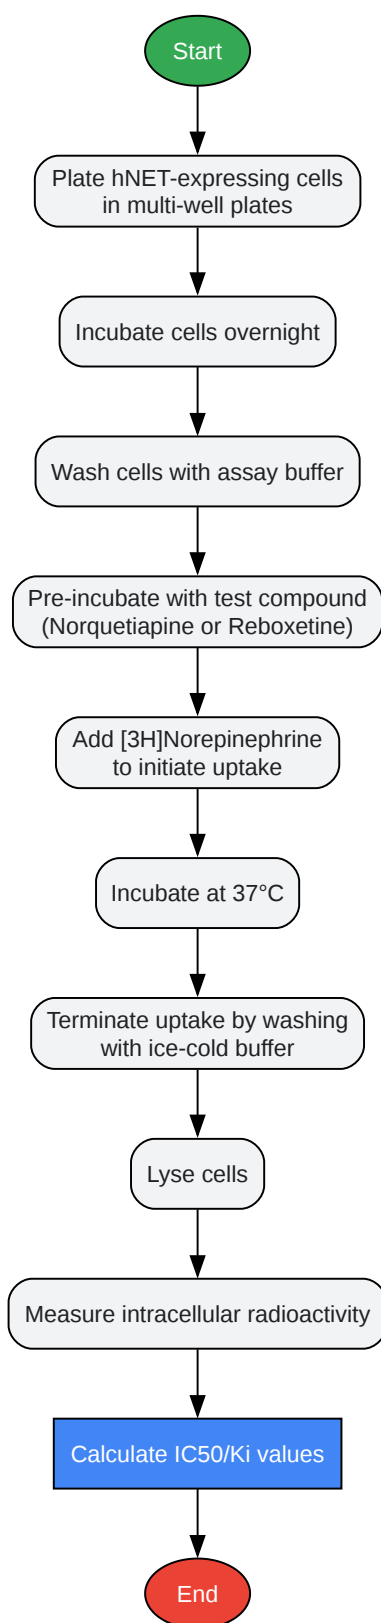 Start
Plate hNET-expressing cells
in multi-well plates
Incubate cells overnight
Wash cells with assay buffer
Pre-incubate with test compound
(Norquetiapine or Reboxetine)
Add [3H]Norepinephrine
to initiate uptake
Incubate at 37°C
Terminate uptake by washing
with ice-cold buffer
Lyse cells
Measure intracellular radioactivity
Calculate IC50/Ki values
End